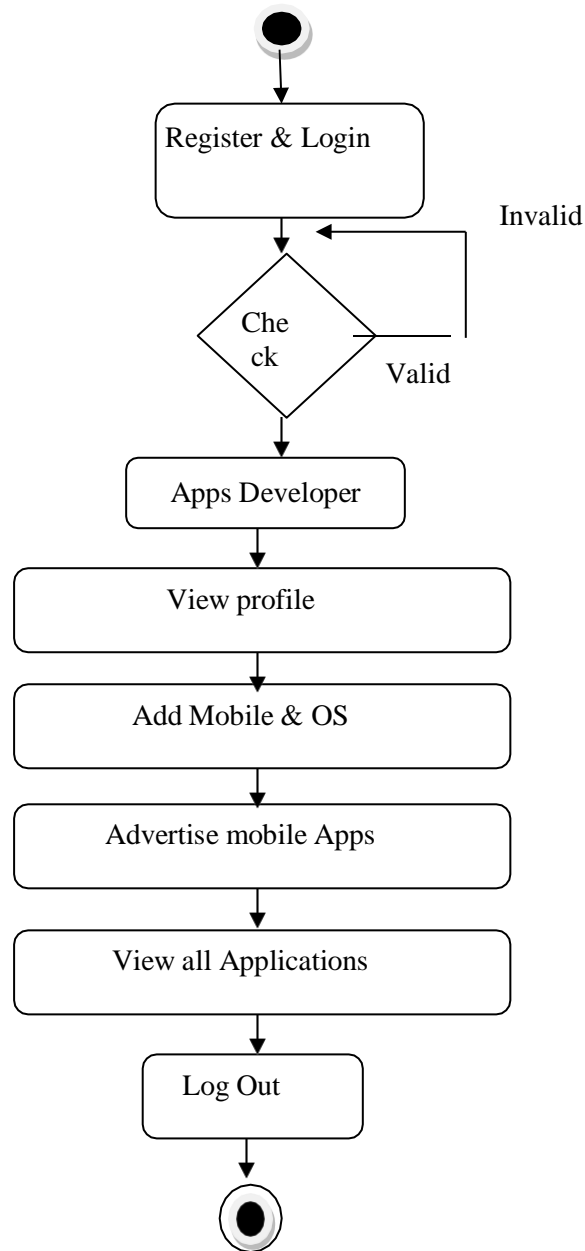 Register & Login
Invalid
Che
ck
Valid
Apps Developer
View profile
Add Mobile & OS
Advertise mobile Apps
View all Applications
Log Out